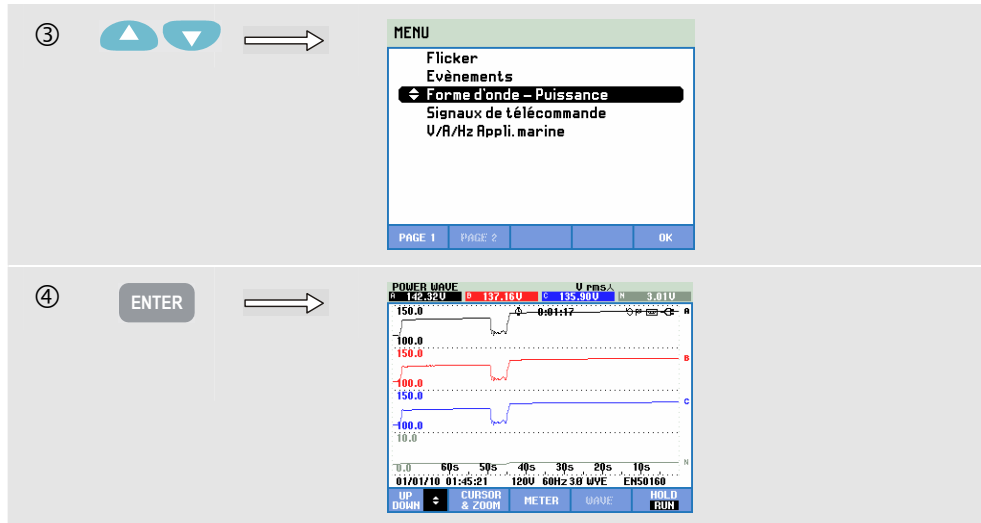 ③
MENU
Flicker
Evènements
Forme d'onde – Puissance
Signaux de télécommande
V/A/Hz Appli. marine
PAGE 1 PAGE 2 OK
④ ENTER
POWER WAVE V rms
A 142.32V B 137.16V C 135.90V N 3.01V
150.0 0:01:17 A
100.0
150.0 B
100.0
150.0 C
100.0
10.0
0.0 60s 50s 40s 30s 20s 10s N
01/01/10 01:45:21 120V 60Hz 3Ø WYE EN50160
UP DOWN CURSOR & ZOOM METER WAVE HOLD RUN